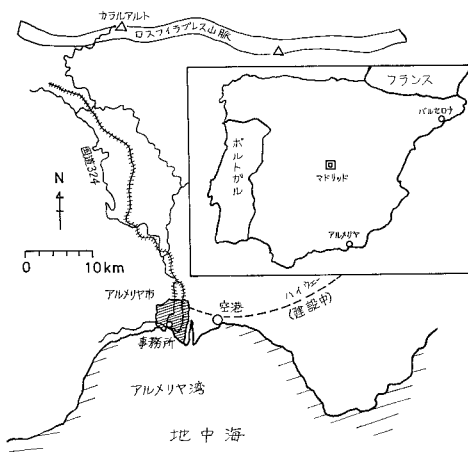 カラルアルト
ロスフィラブレス山脈
フランス
バルセロナ
ポルトガル
マドリッド
アルメリヤ
国道324
N
0 10km
アルメリヤ市
ハイウェー
(建設中)
空港
事務所
アルメリヤ湾
地中海